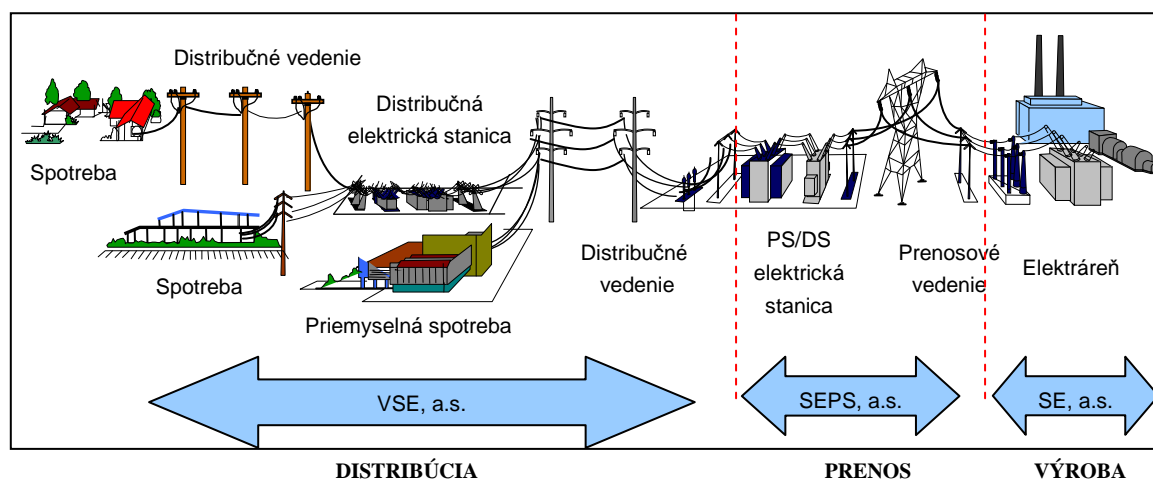 Distribučné vedenie
Distribučná
elektrická stanica
Spotreba
Spotreba
Priemyselná spotreba
Distribučné
vedenie
PS/DS
elektrická
stanica
Prenosové
vedenie
Elektráreň
VSE, a.s.
SEPS, a.s.
SE, a.s.
DISTRIBÚCIA
PRENOS
VÝROBA